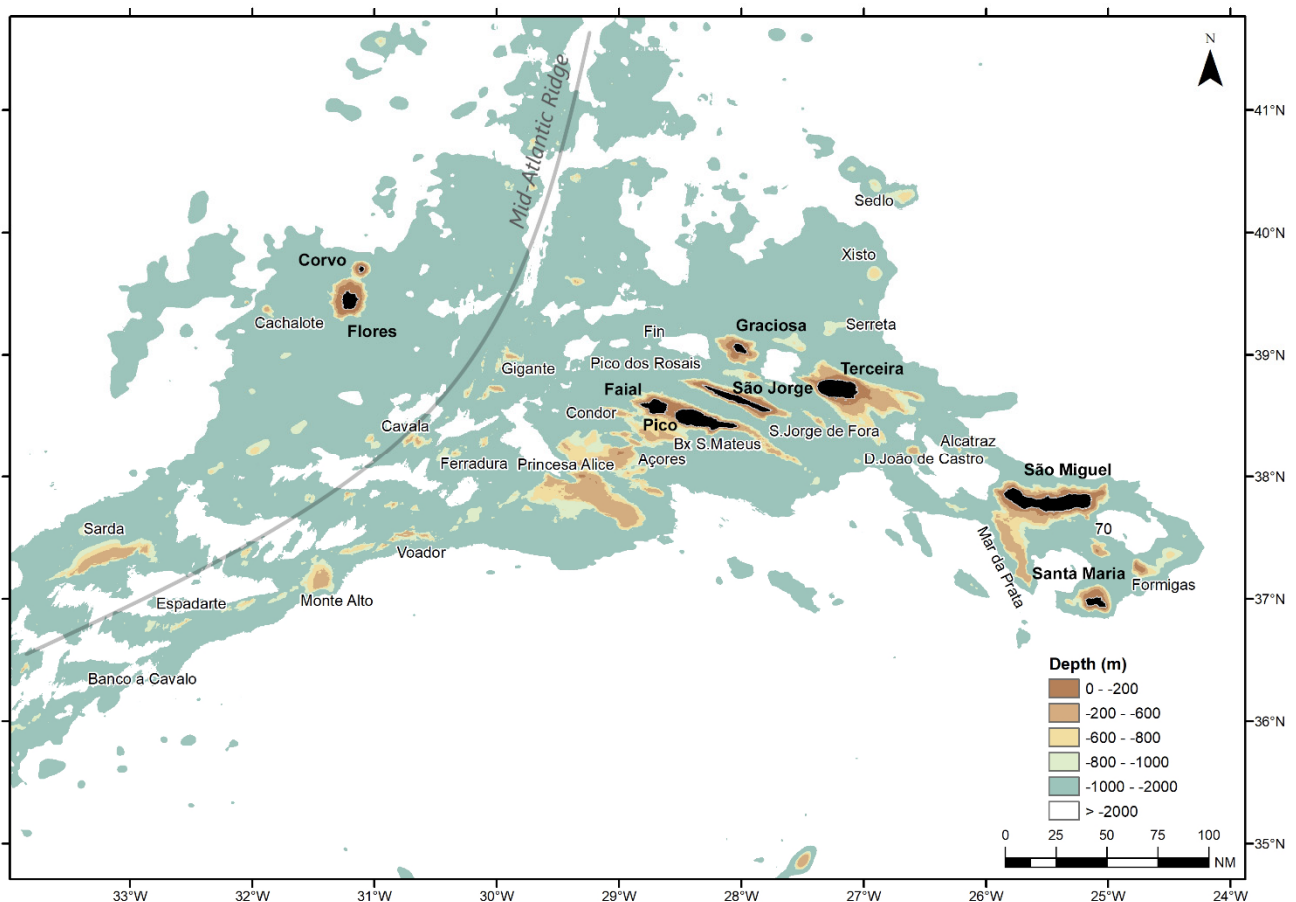 N
Mid-Atlantic Ridge
41°N
Sedlo
40°N
Corvo
Xisto
Cachalote
Flores
Fin
Graciosa
Serreta
39°N
Gigante
Pico dos Rosais
Terceira
Faial
São Jorge
Condor
Cavala
Pico
S.Jorge de Fora
Bx S.Mateus
Alcatraz
Ferradura
Princesa Alice
Açores
D.João de Castro
São Miguel
38°N
Sarda
Voador
70
Mar da Prata
Santa Maria
Espadarte
Monte Alto
Formigas
37°N
Banco a Cavalo
Depth (m)
0 - -200
36°N
-200 - -600
-600 - -800
-800 - -1000
-1000 - -2000
> -2000
0 25 50 75 100
35°N
NM
33°W 32°W 31°W 30°W 29°W 28°W 27°W 26°W 25°W 24°W